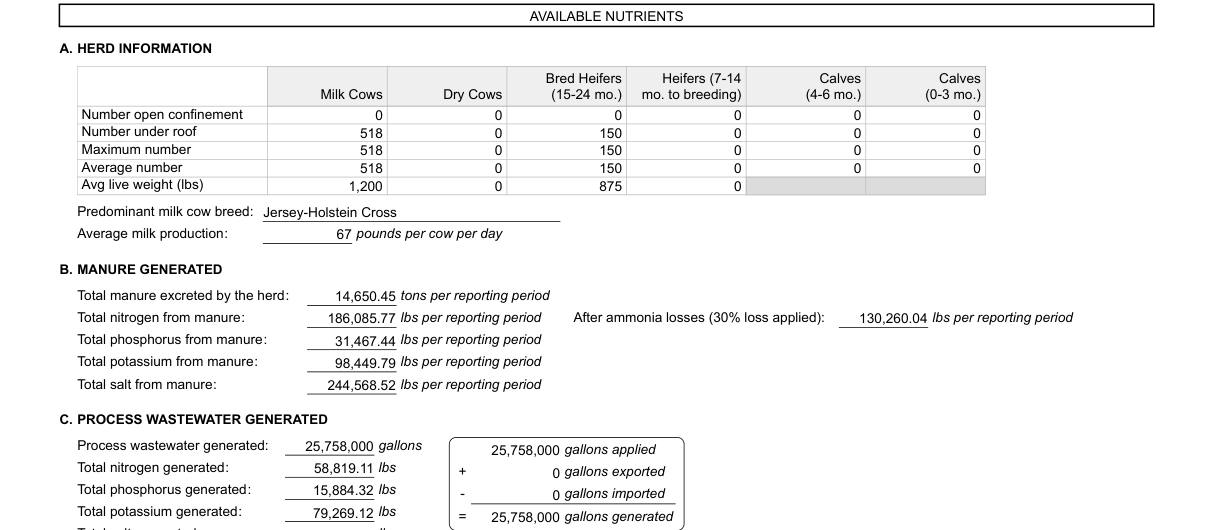 AVAILABLE NUTRIENTS
A. HERD INFORMATION
Milk Cows Dry Cows Bred Heifers (15-24 mo.) Heifers (7-14 mo. to breeding) Calves (4-6 mo.) Calves (0-3 mo.)
Number open confinement 0 0 0 0 0 0
Number under roof 518 0 150 0 0 0
Maximum number 518 0 150 0 0 0
Average number 518 0 150 0 0 0
Avg live weight (lbs) 1,200 0 875 0
Predominant milk cow breed: Jersey-Holstein Cross
Average milk production: 67 pounds per cow per day
B. MANURE GENERATED
Total manure excreted by the herd: 14,650.45 tons per reporting period
Total nitrogen from manure: 186,085.77 lbs per reporting period After ammonia losses (30% loss applied): 130,260.04 lbs per reporting period
Total phosphorus from manure: 31,467.44 lbs per reporting period
Total potassium from manure: 98,449.79 lbs per reporting period
Total salt from manure: 244,568.52 lbs per reporting period
C. PROCESS WASTEWATER GENERATED
Process wastewater generated: 25,758,000 gallons 25,758,000 gallons applied
Total nitrogen generated: 58,819.11 lbs + 0 gallons exported
Total phosphorus generated: 15,884.32 lbs - 0 gallons imported
Total potassium generated: 79,269.12 lbs = 25,758,000 gallons generated